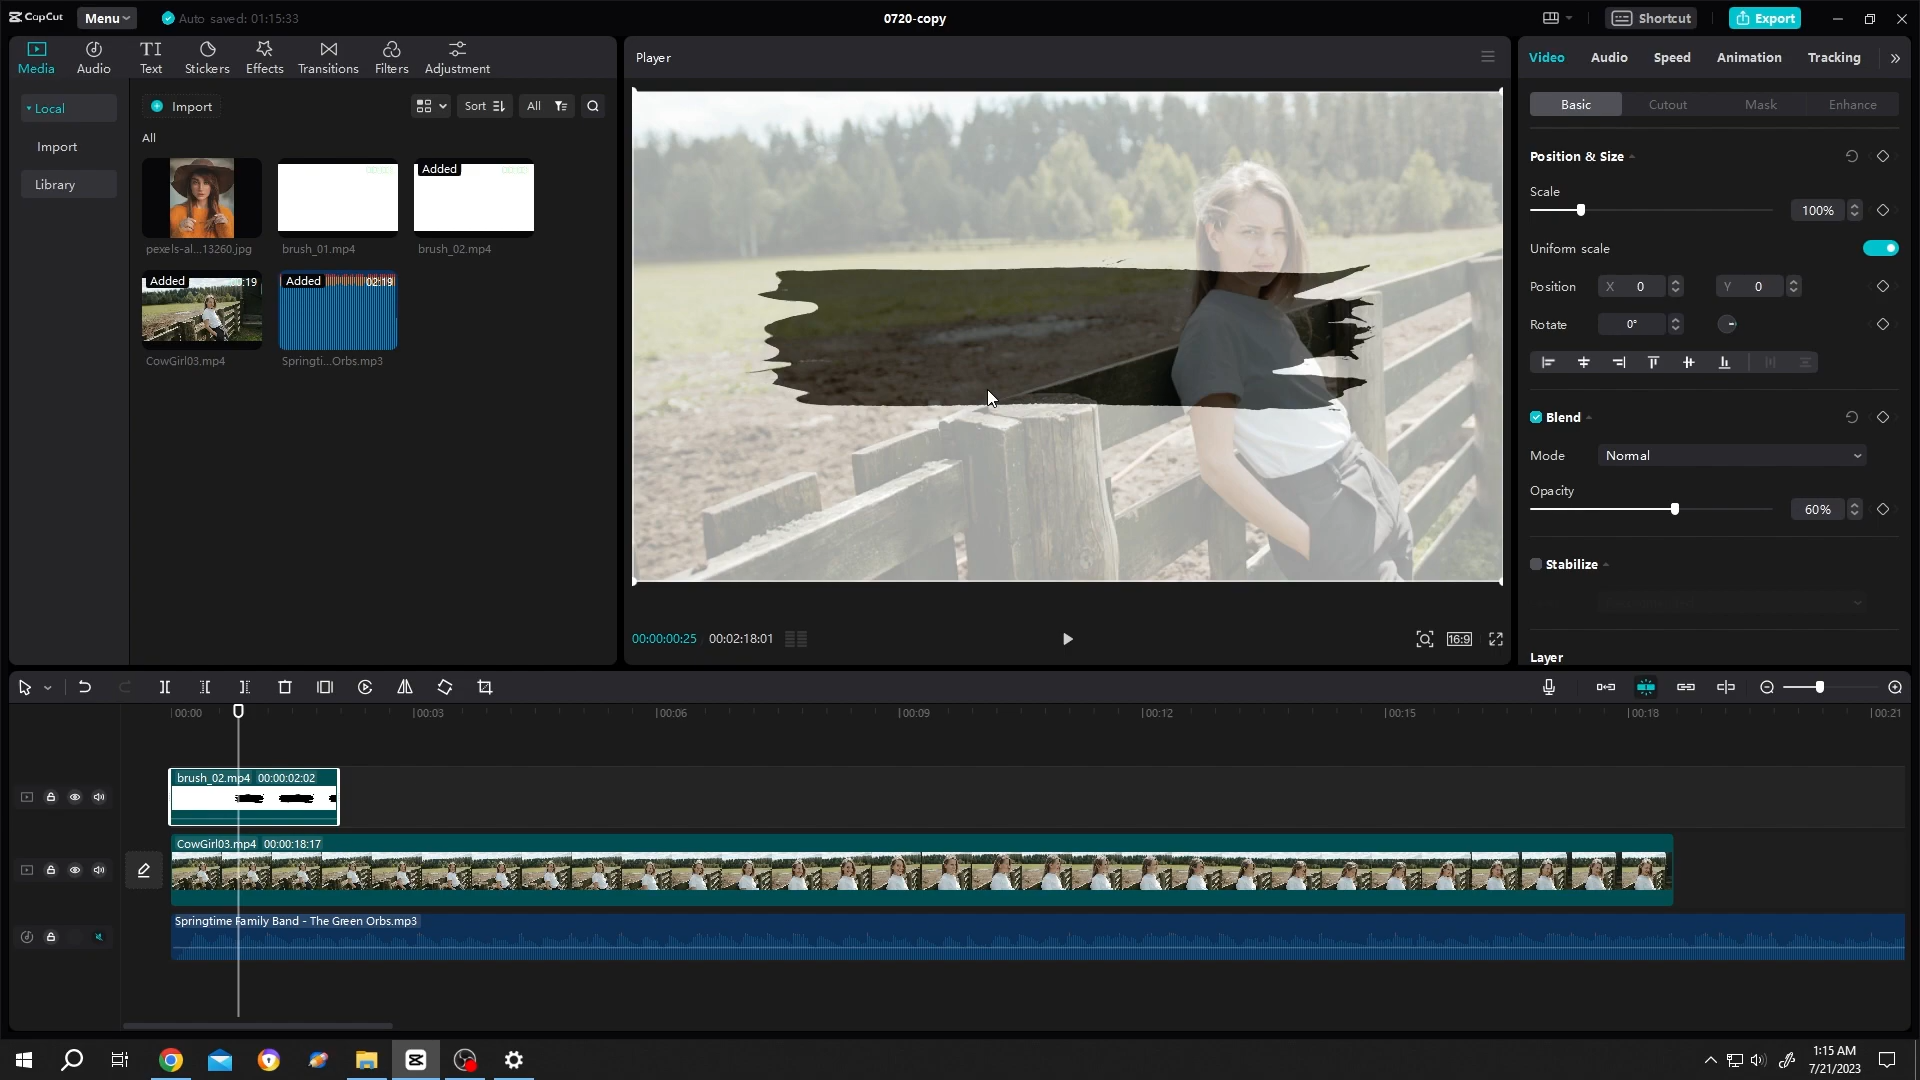 CapCut
Menu
Auto saved: 01:15:33
0720-copy
Shortcut
Export
Media
Audio
Text
Stickers
Effects
Transitions
Filters
Adjustment
Local
Import
Library
Import
Sort
All
All
pexels-al...13260.jpg
brush_01.mp4
Added
brush_02.mp4
Added
:19
CowGirl03.mp4
Added
02:19
Springti...Orbs.mp3
Player
00:00:00:25
00:02:18:01
16:9
Video
Audio
Speed
Animation
Tracking
Basic
Cutout
Mask
Enhance
Position & Size
Scale
100%
Uniform scale
Position
X 0
Y 0
Rotate
0°
Blend
Mode
Normal
Opacity
60%
Stabilize
Layer
00:00
00:03
00:06
00:09
00:12
00:15
00:18
00:21
brush_02.mp4 00:00:02:02
CowGirl03.mp4 00:00:18:17
Springtime Family Band - The Green Orbs.mp3
1:15 AM
7/21/2023